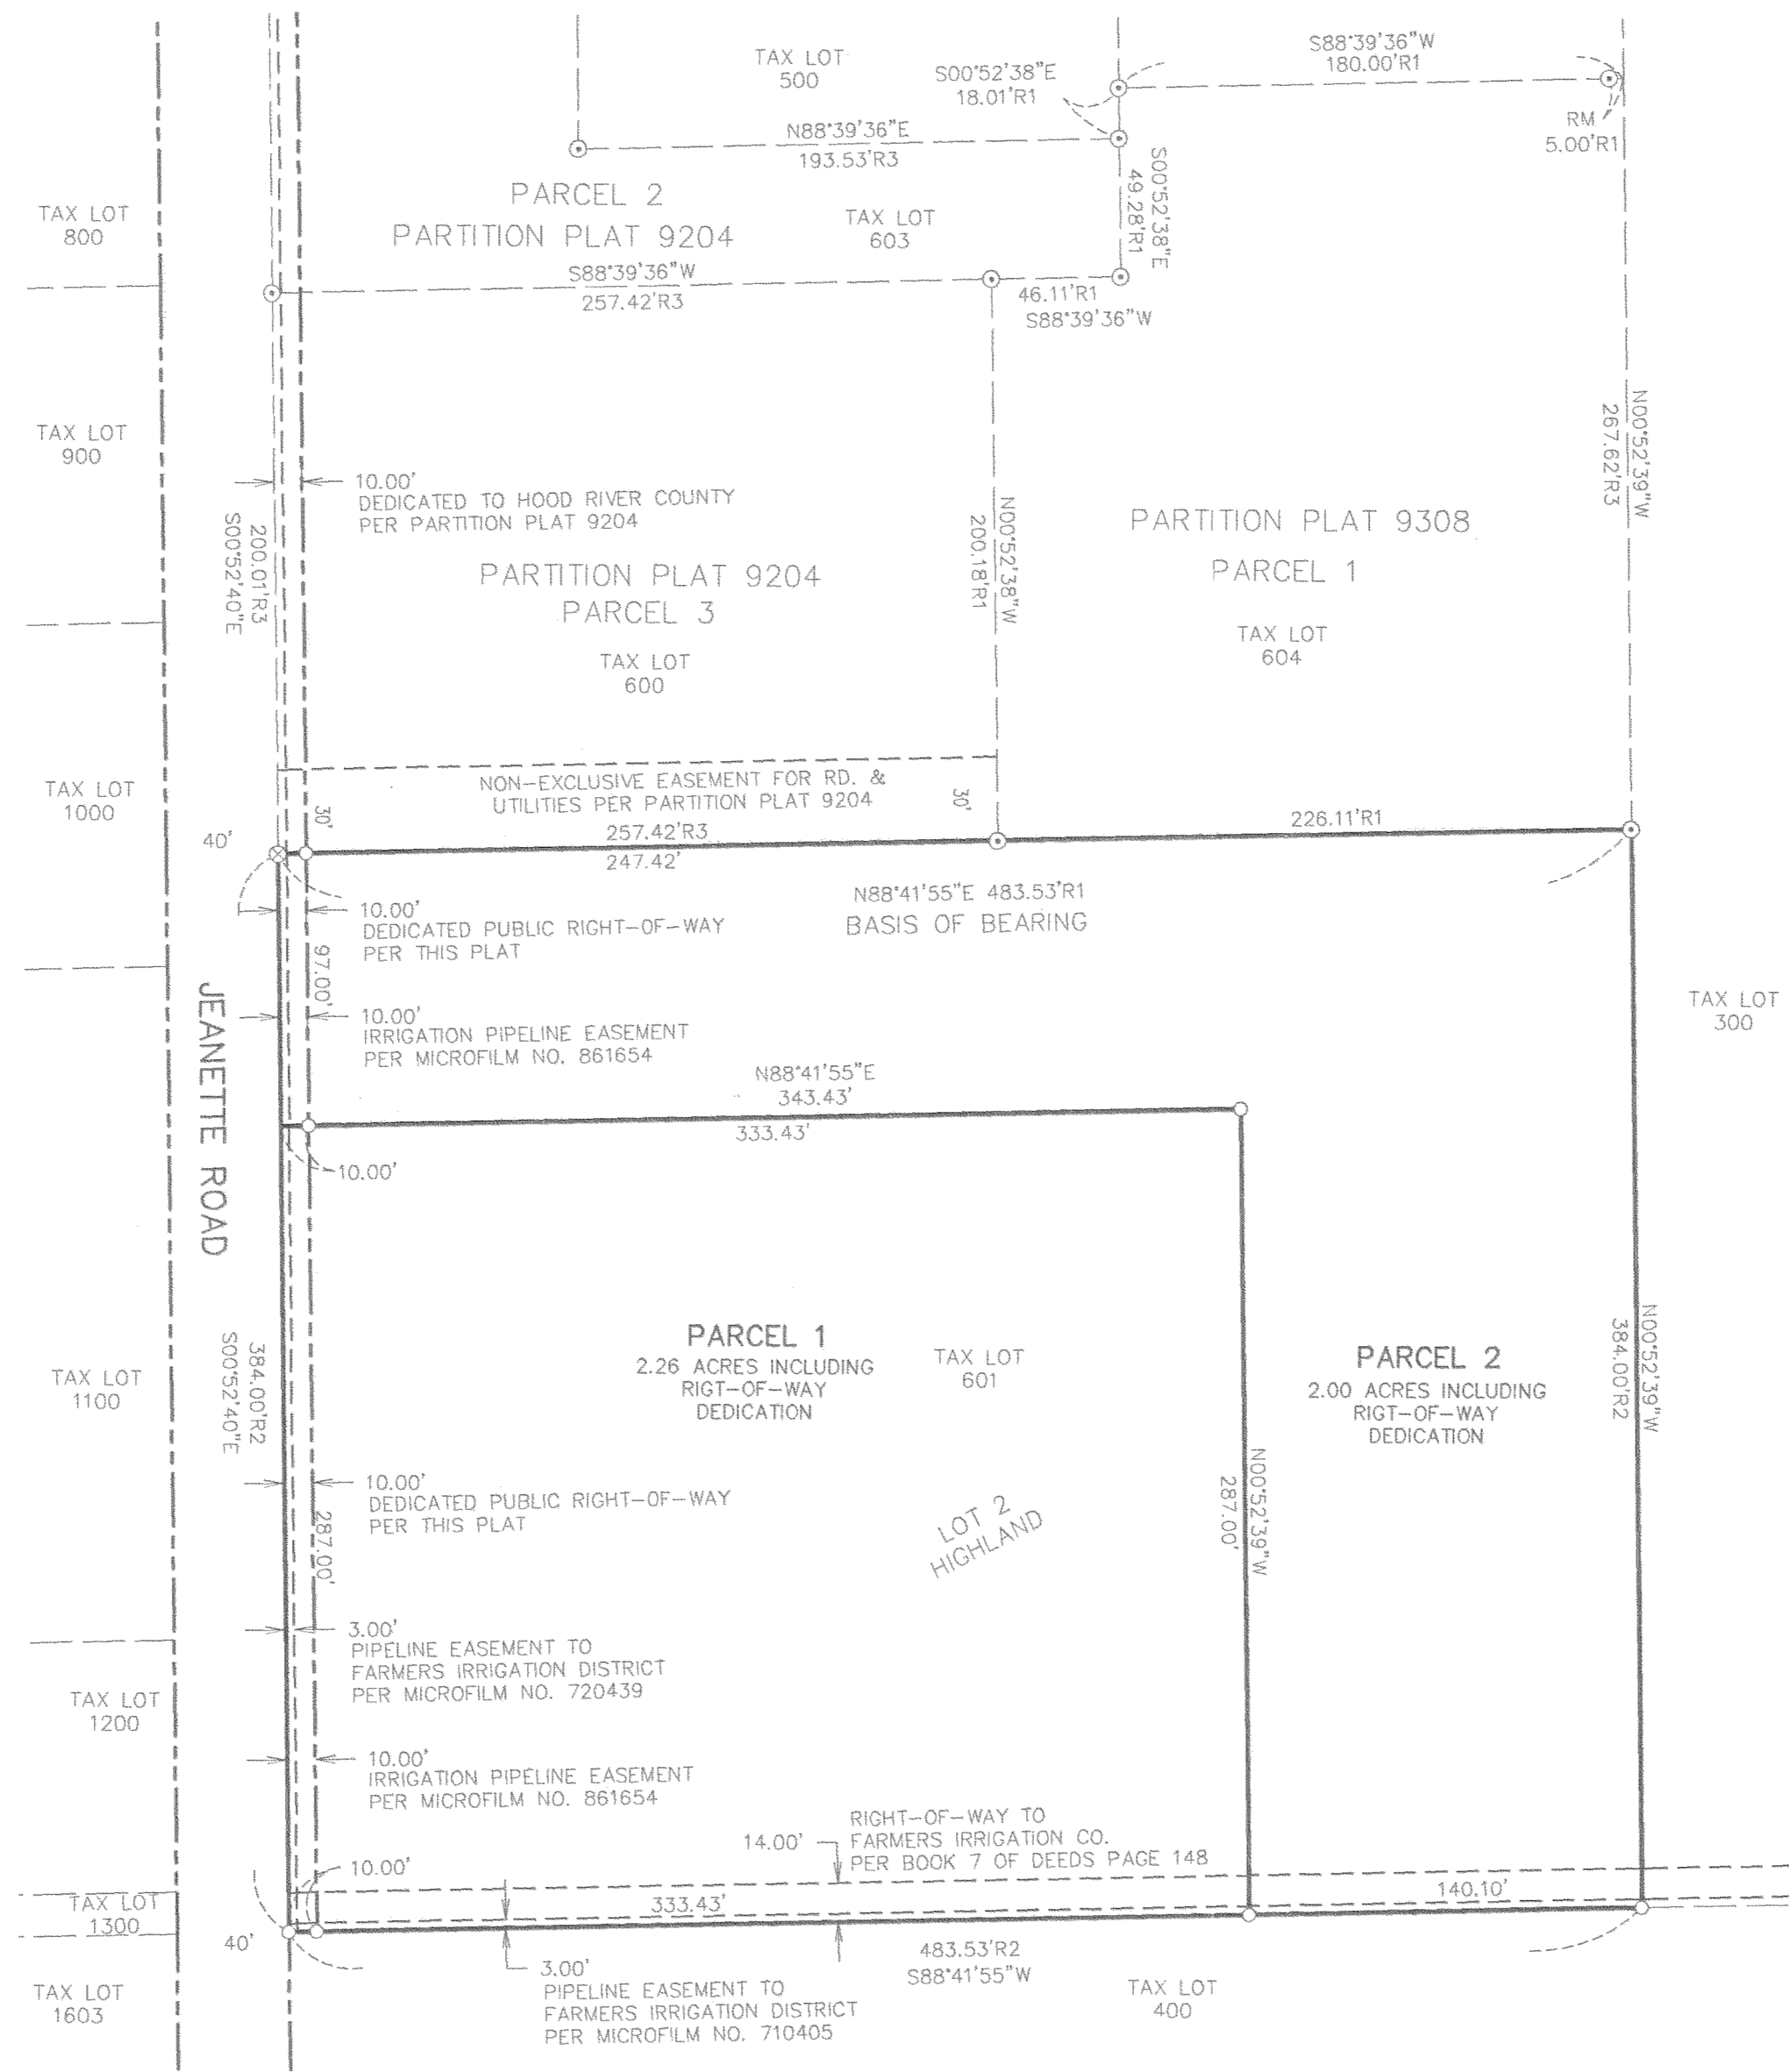 TAX LOT
500
S00°52'38"E
18.01'R1
S88°39'36"W
180.00'R1
RM
5.00'R1
N88°39'36"E
193.53'R3
S00°52'38"E
49.28'R1
PARCEL 2
PARTITION PLAT 9204
TAX LOT
603
TAX LOT
800
S88°39'36"W
257.42'R3
46.11'R1
S88°39'36"W
TAX LOT
900
N00°52'39"W
267.62'R3
10.00'
DEDICATED TO HOOD RIVER COUNTY
PER PARTITION PLAT 9204
200.01'R3
S00°52'40"E
N00°52'38"W
200.18'R1
PARTITION PLAT 9308
PARCEL 1
PARTITION PLAT 9204
PARCEL 3
TAX LOT
604
TAX LOT
600
TAX LOT
1000
NON-EXCLUSIVE EASEMENT FOR RD. &
UTILITIES PER PARTITION PLAT 9204
30'
30'
40'
257.42'R3
247.42'
226.11'R1
N88°41'55"E 483.53'R1
BASIS OF BEARING
10.00'
DEDICATED PUBLIC RIGHT-OF-WAY
PER THIS PLAT
97.00'
10.00'
IRRIGATION PIPELINE EASEMENT
PER MICROFILM NO. 861654
JEANETTE ROAD
TAX LOT
300
N88°41'55"E
343.43'
333.43'
10.00'
PARCEL 1
2.26 ACRES INCLUDING
RIGT-OF-WAY
DEDICATION
TAX LOT
601
PARCEL 2
2.00 ACRES INCLUDING
RIGT-OF-WAY
DEDICATION
N00°52'39"W
384.00'R2
TAX LOT
1100
384.00'R2
S00°52'40"E
N00°52'39"W
287.00'
10.00'
DEDICATED PUBLIC RIGHT-OF-WAY
PER THIS PLAT
287.00'
LOT 2
HIGHLAND
3.00'
PIPELINE EASEMENT TO
FARMERS IRRIGATION DISTRICT
PER MICROFILM NO. 720439
TAX LOT
1200
10.00'
IRRIGATION PIPELINE EASEMENT
PER MICROFILM NO. 861654
14.00'
RIGHT-OF-WAY TO
FARMERS IRRIGATION CO.
PER BOOK 7 OF DEEDS PAGE 148
10.00'
TAX LOT
1300
333.43'
140.10'
40'
483.53'R2
S88°41'55"W
3.00'
PIPELINE EASEMENT TO
FARMERS IRRIGATION DISTRICT
PER MICROFILM NO. 710405
TAX LOT
1603
TAX LOT
400